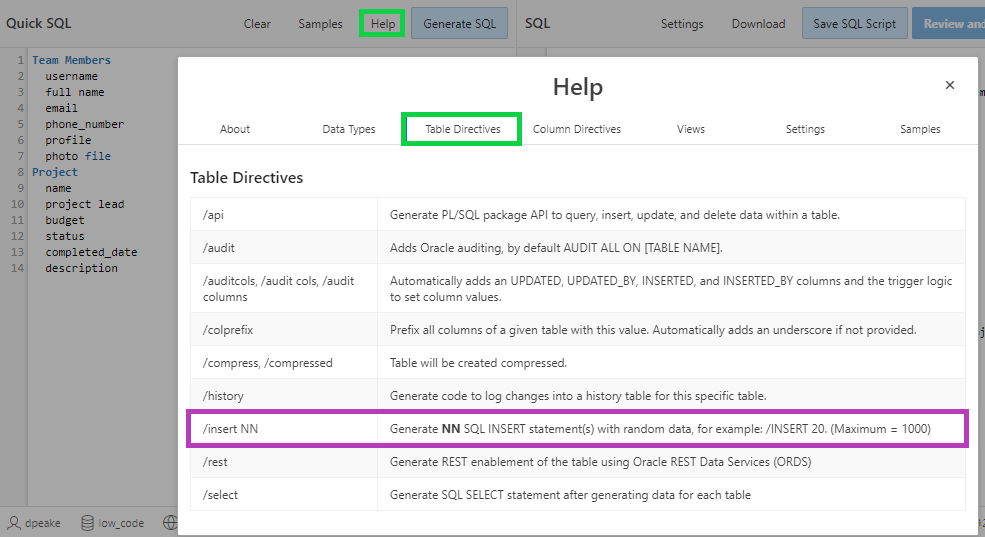 Quick SQL Clear Samples Help Generate SQL SQL Settings Download Save SQL Script Review and
1 Team Members
2 username
3 full name
4 email
5 phone_number
6 profile
7 photo file
8 Project
9 name
10 project lead
11 budget
12 status
13 completed_date
14 description
Help
×
About Data Types Table Directives Column Directives Views Settings Samples
Table Directives
/api Generate PL/SQL package API to query, insert, update, and delete data within a table.
/audit Adds Oracle auditing, by default AUDIT ALL ON [TABLE NAME].
/auditcols, /audit cols, /audit Automatically adds an UPDATED, UPDATED_BY, INSERTED, and INSERTED_BY columns and the trigger logic
columns to set column values.
/colprefix Prefix all columns of a given table with this value. Automatically adds an underscore if not provided.
/compress, /compressed Table will be created compressed.
/history Generate code to log changes into a history table for this specific table.
/insert NN Generate NN SQL INSERT statement(s) with random data, for example: /INSERT 20. (Maximum = 1000)
/rest Generate REST enablement of the table using Oracle REST Data Services (ORDS)
/select Generate SQL SELECT statement after generating data for each table
dpeake low_code